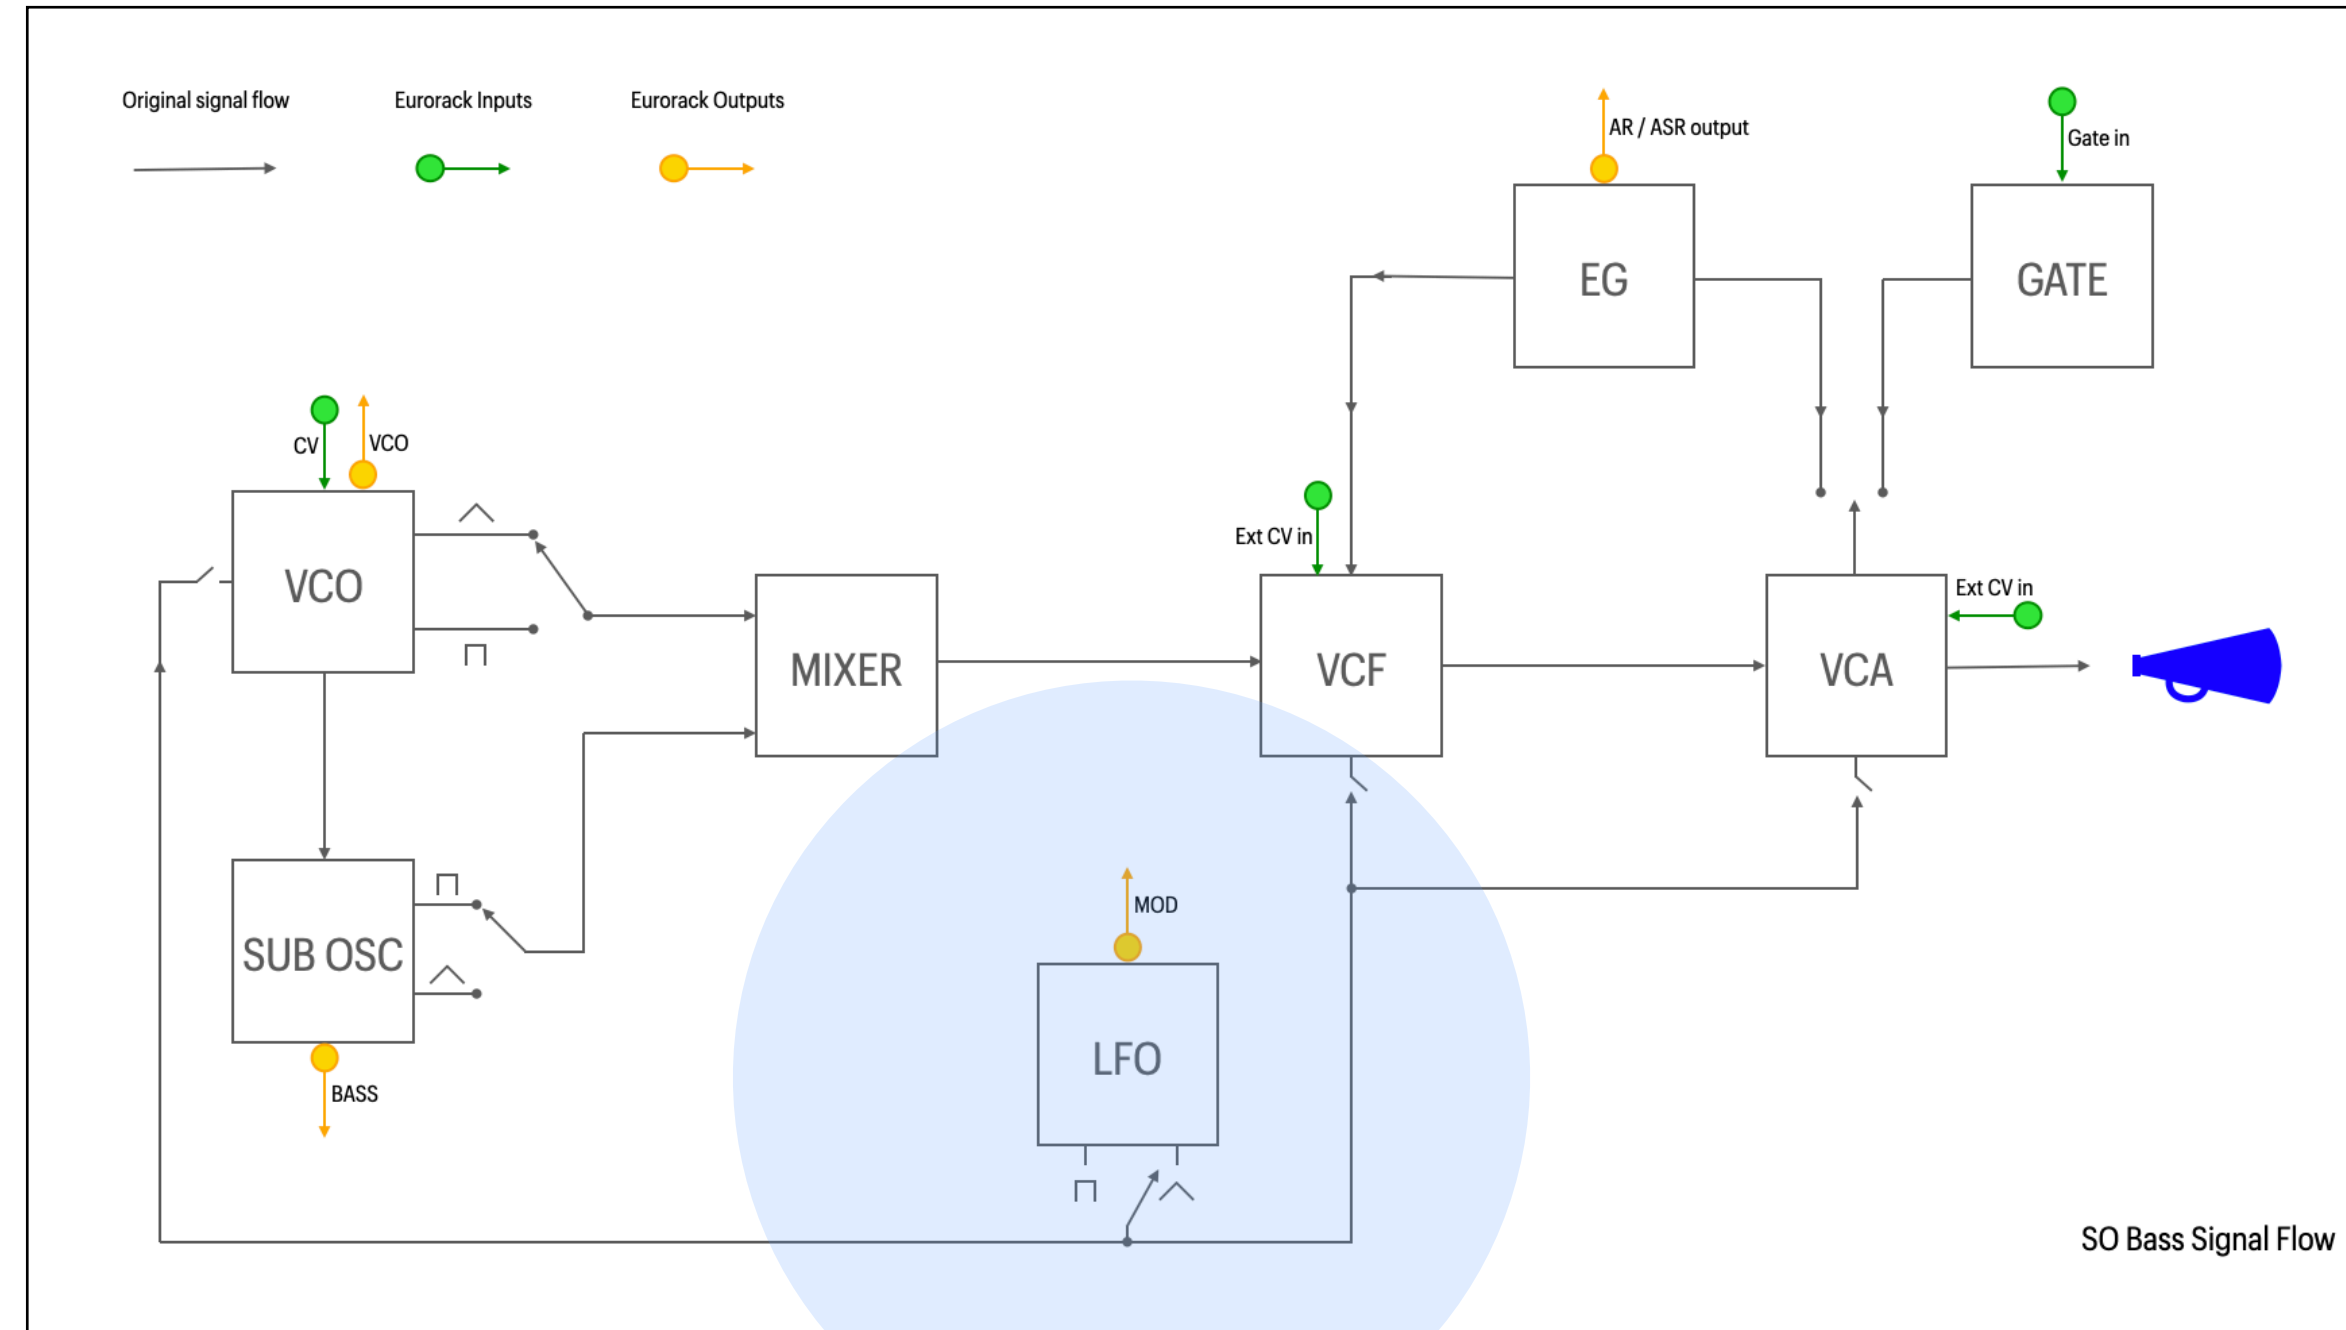 Original signal flow
Eurorack Inputs
Eurorack Outputs
AR / ASR output
Gate in
EG
GATE
CV
VCO
Ext CV in
VCO
MIXER
VCF
VCA
Ext CV in
MOD
SUB OSC
LFO
BASS
SO Bass Signal Flow